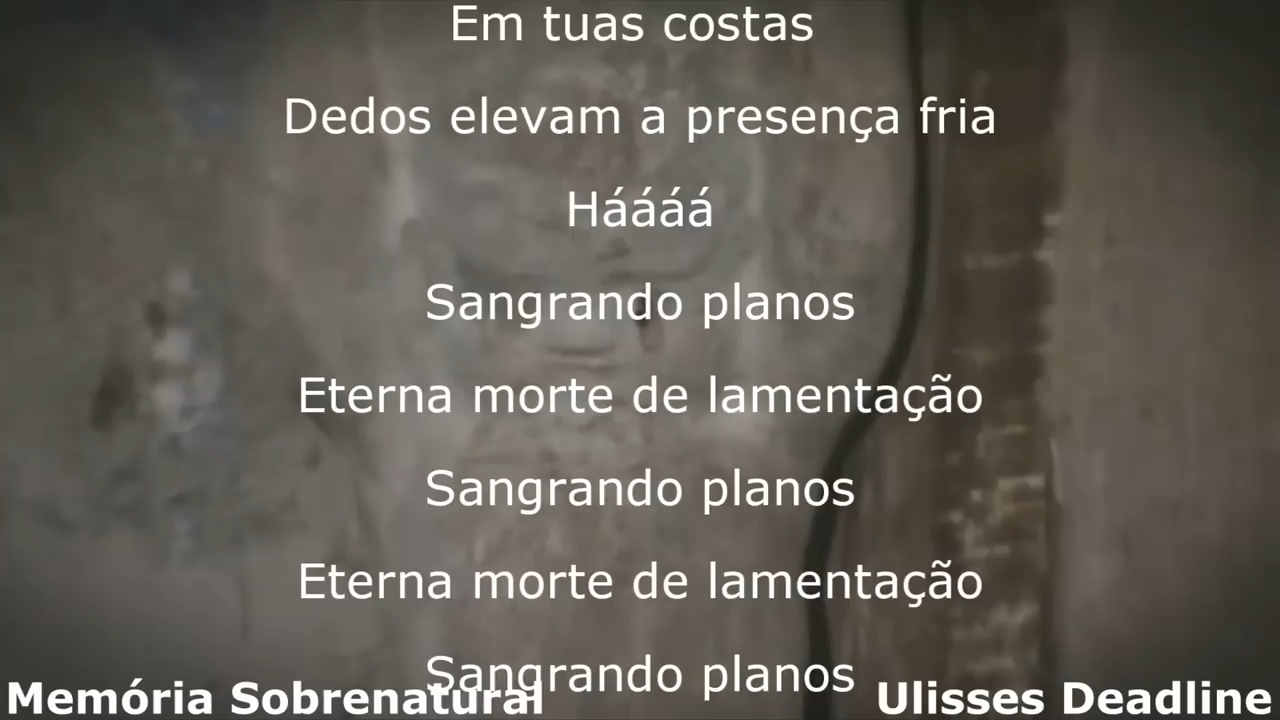 Em tuas costas
Dedos elevam a presença fria
Háááá
Sangrando planos
Eterna morte de lamentação
Sangrando planos
Eterna morte de lamentação
Sangrando planos
Memória Sobrenatural
Ulisses Deadline